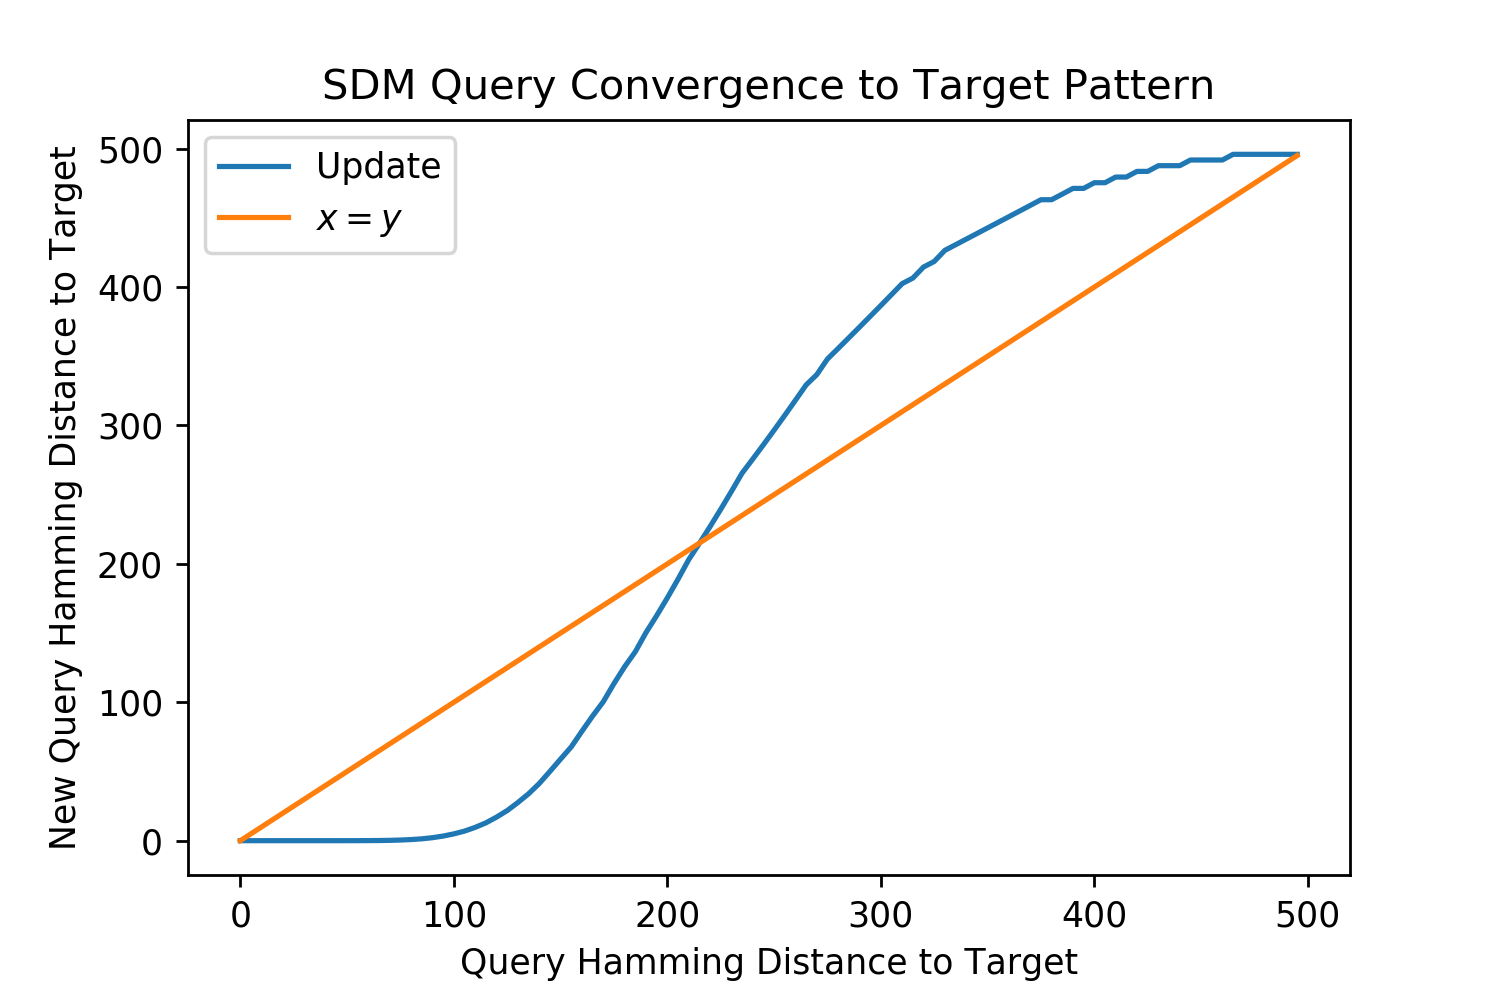 SDM Query Convergence to Target Pattern
Update
x = y
New Query Hamming Distance to Target
500
400
300
200
100
0
0 100 200 300 400 500
Query Hamming Distance to Target